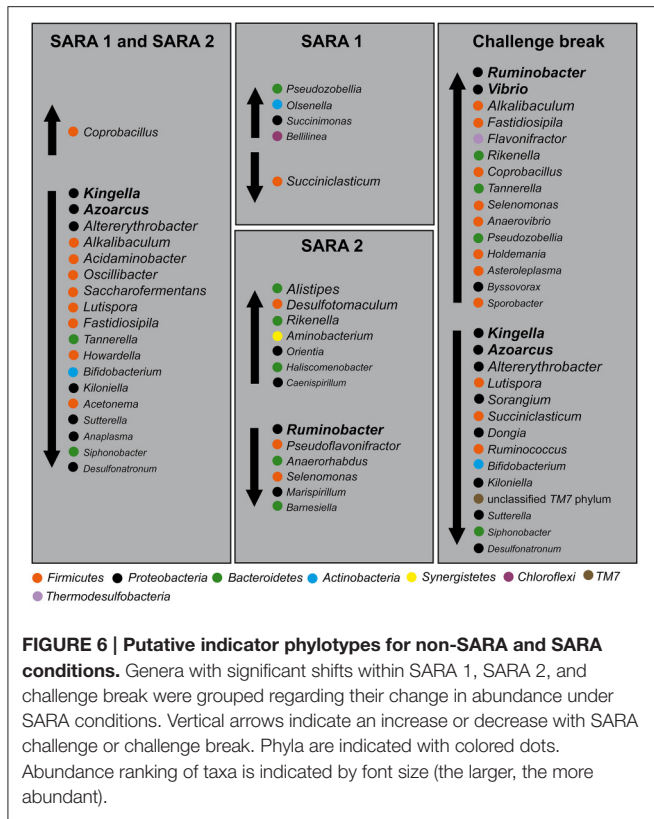 SARA 1 and SARA 2
Coprobacillus
Kingella
Azoarcus
Altererythrobacter
Alkalibaculum
Acidaminobacter
Oscillibacter
Saccharofermentans
Lutispora
Fastidiosipila
Tannerella
Howardella
Bifidobacterium
Kiloniella
Acetonema
Sutterella
Anaplasma
Siphonobacter
Desulfonatronum
SARA 1
Pseudozobellia
Olsenella
Succinimonas
Bellilinea
Succiniclasticum
SARA 2
Alistipes
Desulfotomaculum
Rikenella
Aminobacterium
Orientia
Haliscomenobacter
Caenispirillum
Ruminobacter
Pseudoflavonifractor
Anaerorhabdus
Selenomonas
Marispirillum
Barnesiella
Challenge break
Ruminobacter
Vibrio
Alkalibaculum
Fastidiosipila
Flavonifractor
Rikenella
Coprobacillus
Tannerella
Selenomonas
Anaerovibrio
Pseudozobellia
Holdemania
Asteroleplasma
Byssovorax
Sporobacter
Kingella
Azoarcus
Altererythrobacter
Lutispora
Sorangium
Succiniclasticum
Dongia
Ruminococcus
Bifidobacterium
Kiloniella
unclassified TM7 phylum
Sutterella
Siphonobacter
Desulfonatronum
Firmicutes Proteobacteria Bacteroidetes Actinobacteria Synergistetes Chloroflexi TM7
Thermodesulfobacteria
FIGURE 6 | Putative indicator phylotypes for non-SARA and SARA
conditions. Genera with significant shifts within SARA 1, SARA 2, and
challenge break were grouped regarding their change in abundance under
SARA conditions. Vertical arrows indicate an increase or decrease with SARA
challenge or challenge break. Phyla are indicated with colored dots.
Abundance ranking of taxa is indicated by font size (the larger, the more
abundant).